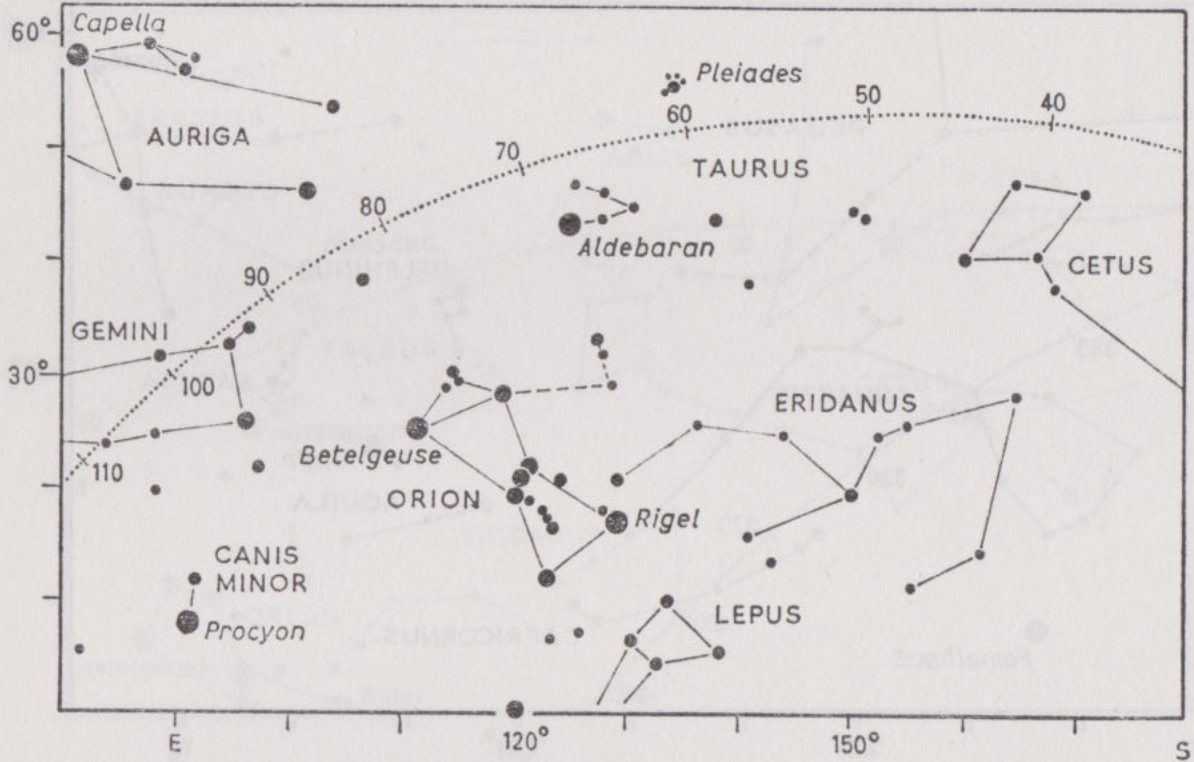 60°
Capella
Pleiades
50
40
60
AURIGA
70
TAURUS
80
Aldebaran
CETUS
90
GEMINI
30°
100
ERIDANUS
Betelgeuse
110
ORION
Rigel
CANIS
MINOR
LEPUS
Procyon
E
120°
150°
S